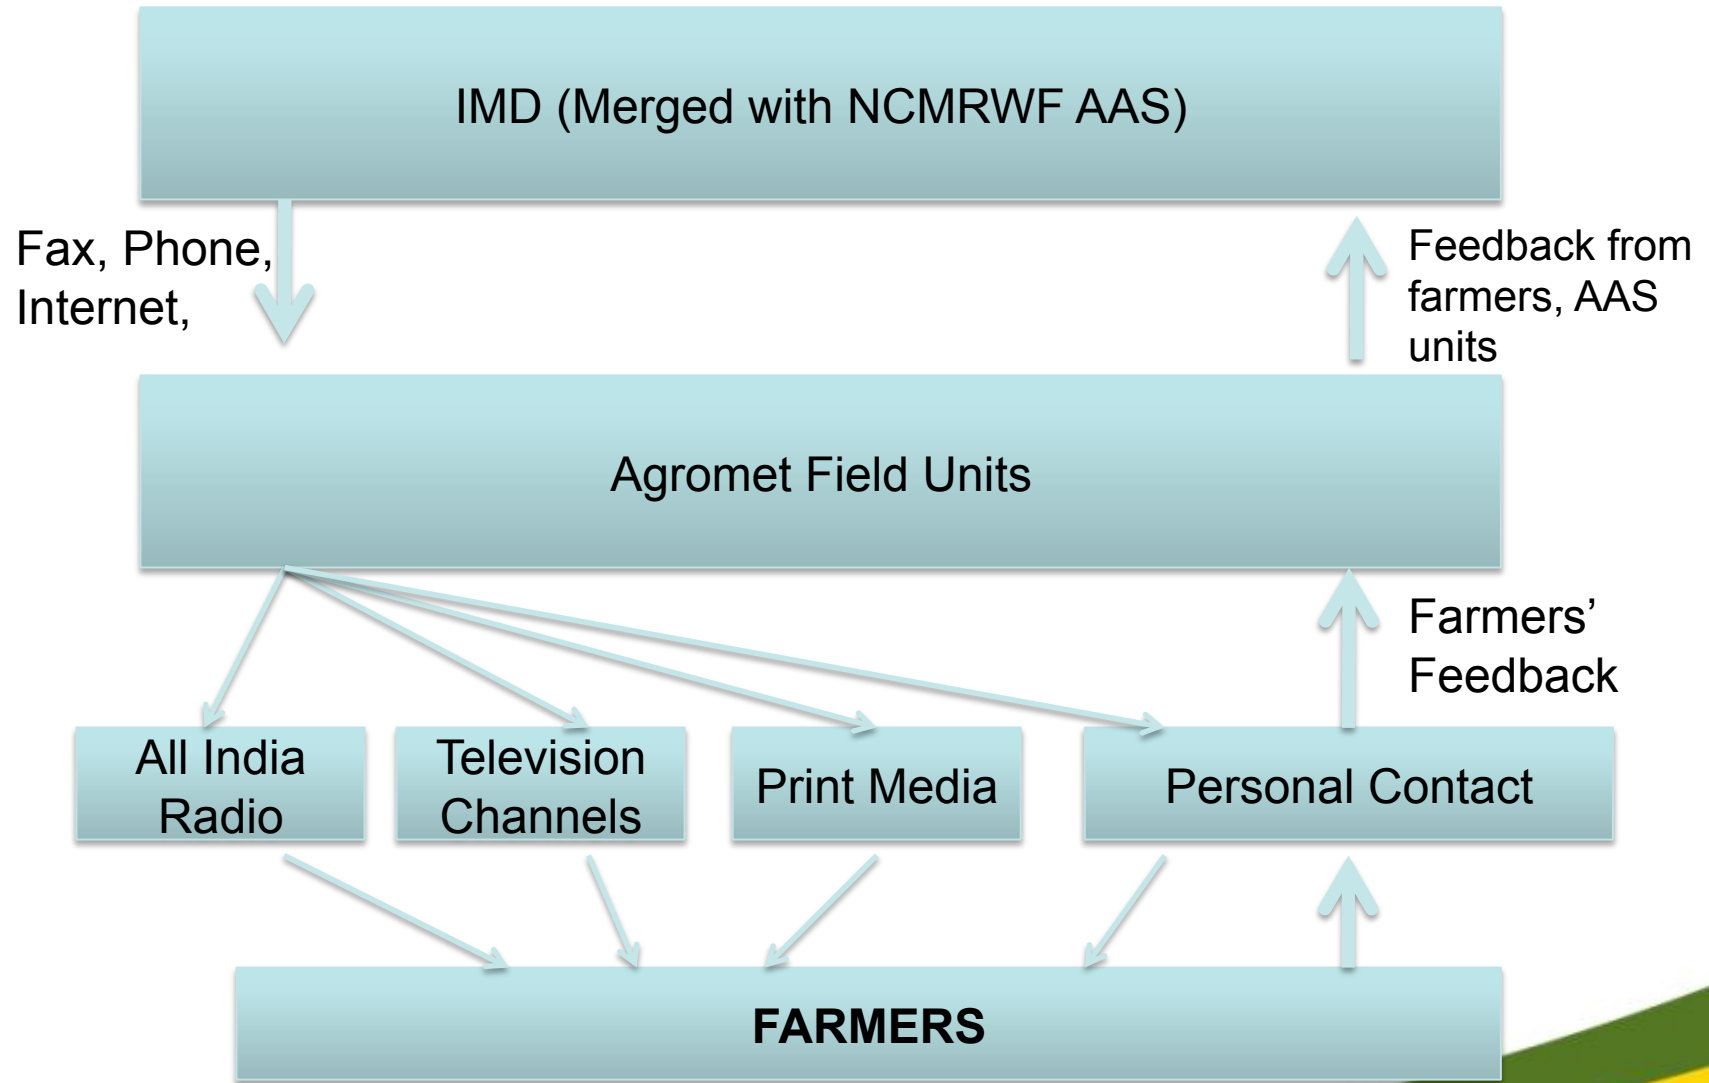 IMD (Merged with NCMRWF AAS)
Fax, Phone,
Internet,
Feedback from
farmers, AAS
units
Agromet Field Units
Farmers’
Feedback
All India
Radio
Television
Channels
Print Media
Personal Contact
FARMERS